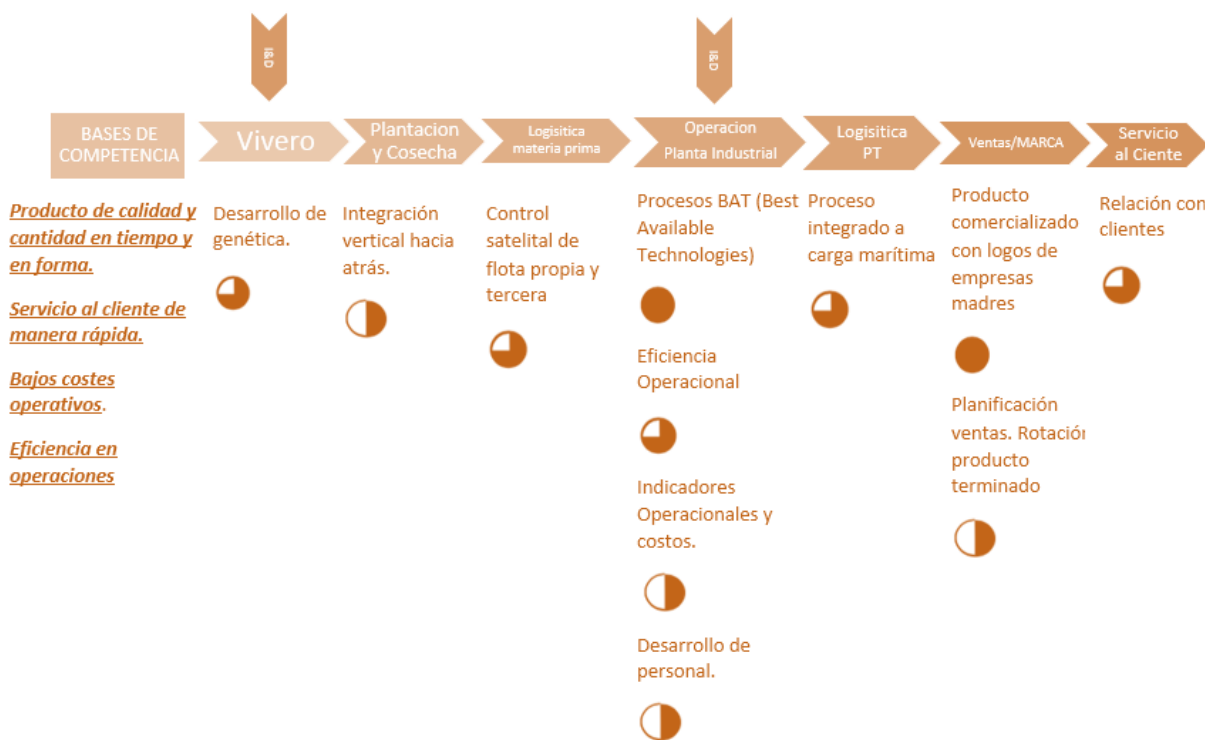 I&D
I&D
BASES DE
COMPETENCIA
Vivero
Plantacion
y Cosecha
Logisitica
materia prima
Operacion
Planta Industrial
Logisitica
PT
Ventas/MARCA
Servicio
al Ciente
Producto de calidad y
cantidad en tiempo y
en forma.
Servicio al cliente de
manera rápida.
Bajos costes
operativos.
Eficiencia en
operaciones
Desarrollo de
genética.
Integración
vertical hacia
atrás.
Control
satelital de
flota propia y
tercera
Procesos BAT (Best
Available
Technologies)
Eficiencia
Operacional
Indicadores
Operacionales y
costos.
Desarrollo de
personal.
Proceso
integrado a
carga marítima
Producto
comercializado
con logos de
empresas
madres
Planificación
ventas. Rotación
producto
terminado
Relación con
clientes